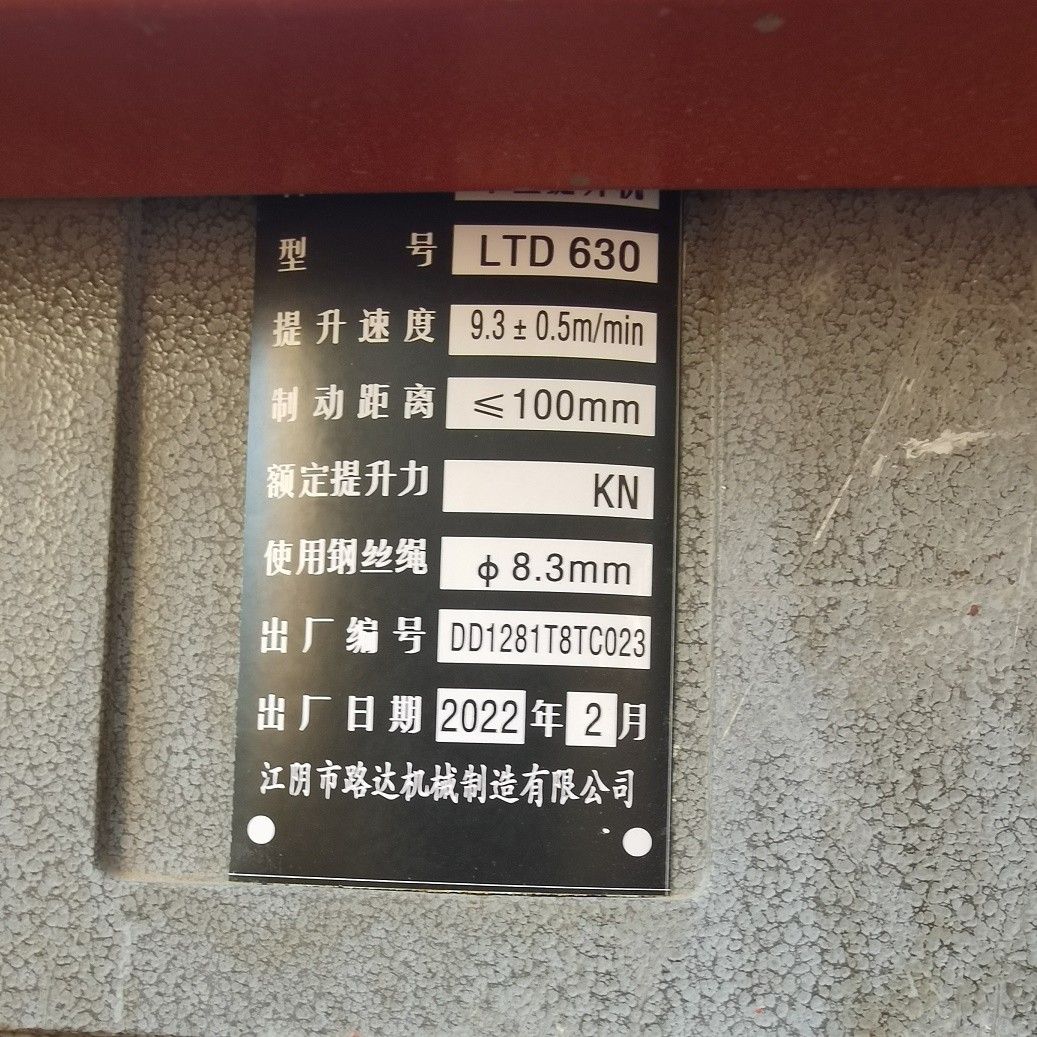 型号 LTD 630
提升速度 9.3 ± 0.5m/min
制动距离 ≤100mm
额定提升力 KN
使用钢丝绳 ф 8.3mm
出厂编号 DD1281T8TC023
出厂日期 2022 年 2 月
江阴市路达机械制造有限公司